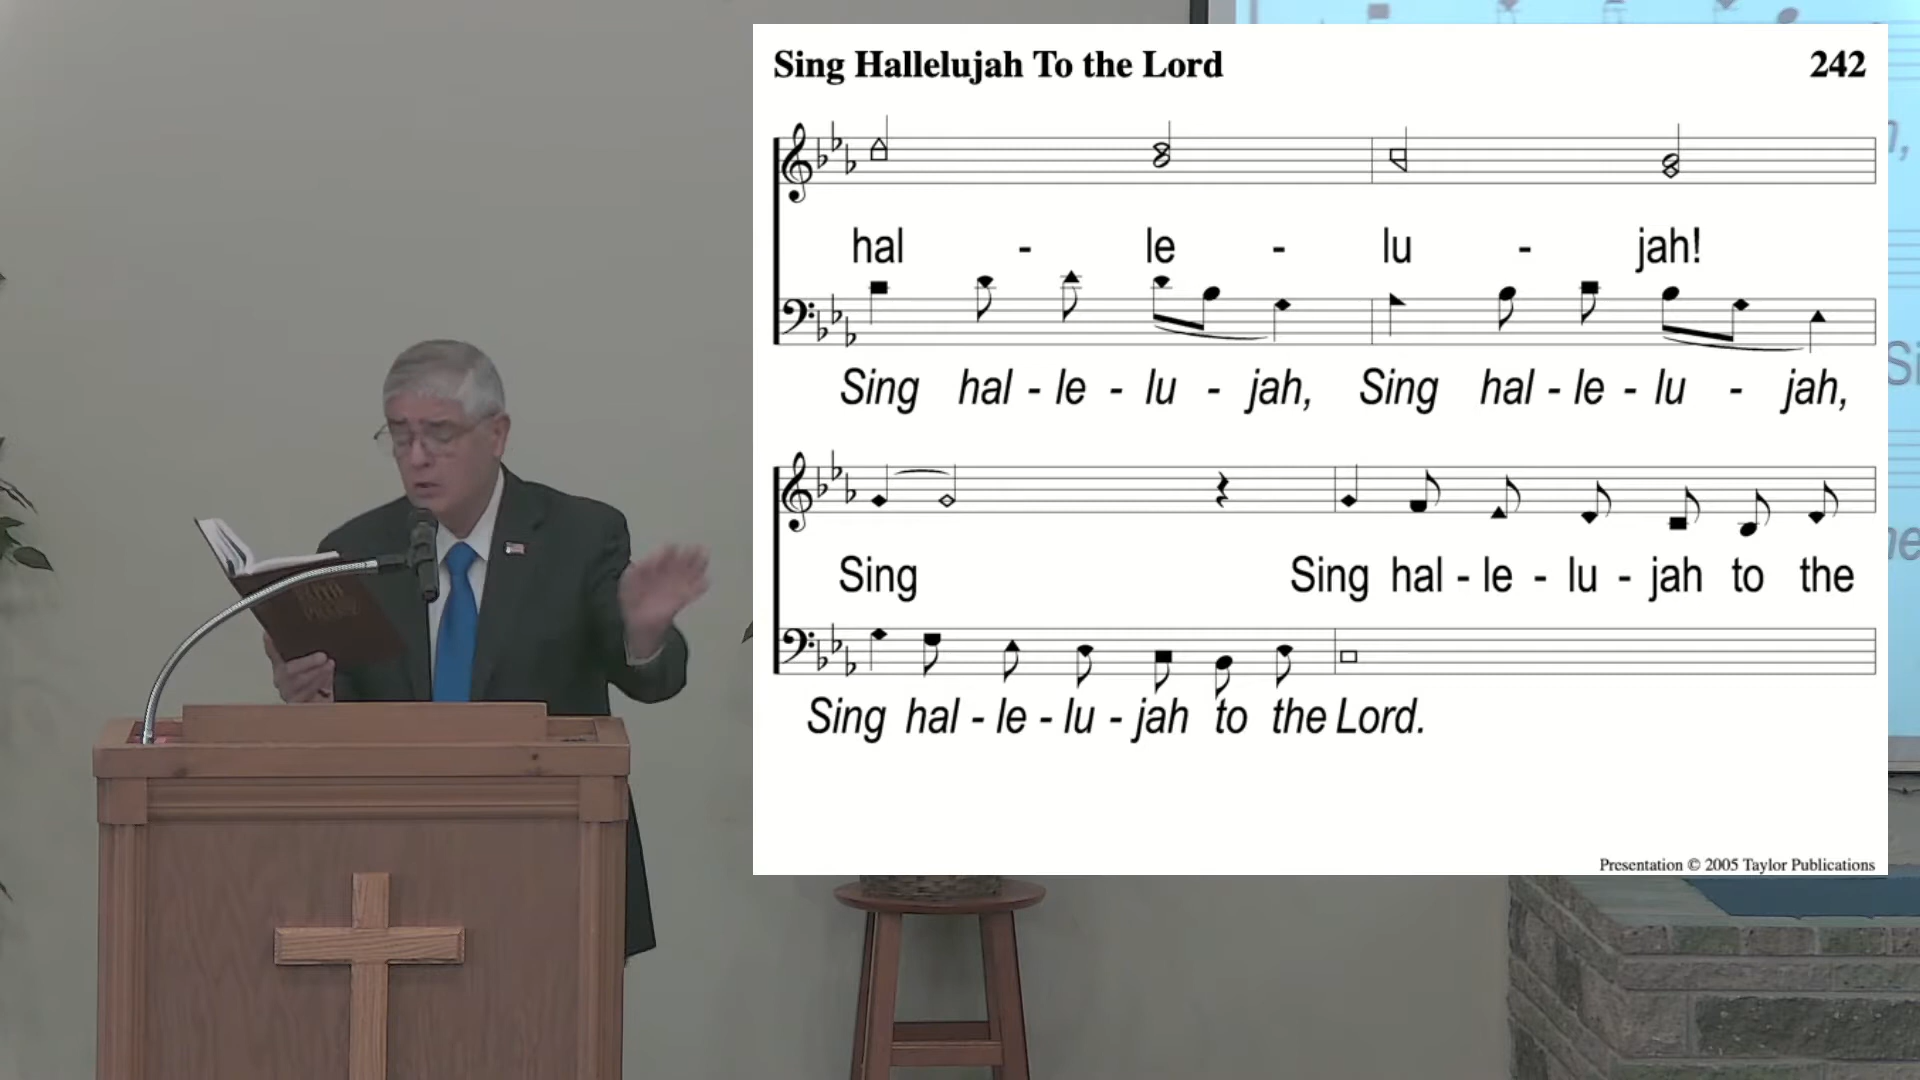 Sing Hallelujah To the Lord 242
hal - le - lu - jah!
Sing hal - le - lu - jah, Sing hal - le - lu - jah,
Sing Sing hal - le - lu - jah to the
Sing hal - le - lu - jah to the Lord.
Presentation © 2005 Taylor Publications